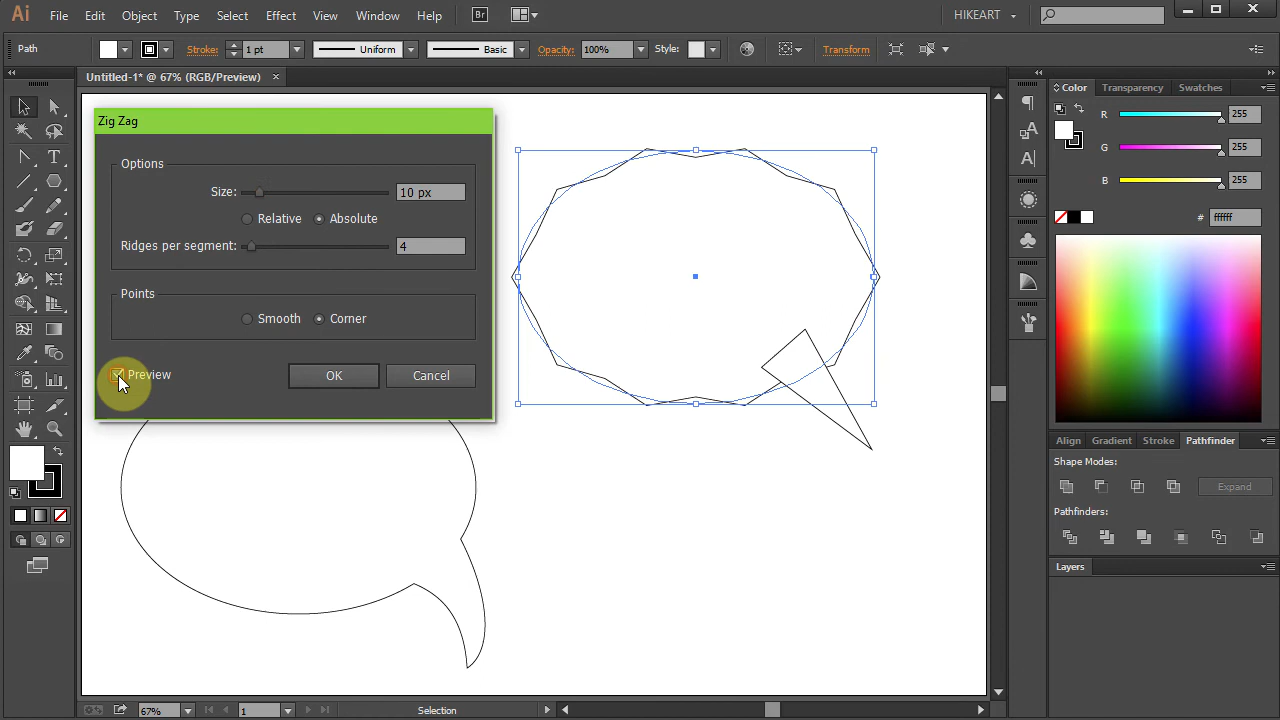 Ai File Edit Object Type Select Effect View Window Help Br HIKEART
Path Stroke: 1 pt Uniform Basic Opacity: 100% Style: Transform
Untitled-1* @ 67% (RGB/Preview)
Color Transparency Swatches
R 255
G 255
B 255
# ffffff
Zig Zag
Options
Size: 10 px
Relative Absolute
Ridges per segment: 4
Points
Smooth Corner
Preview OK Cancel
Align Gradient Stroke Pathfinder
Shape Modes:
Expand
Pathfinders:
Layers
67% 1 Selection